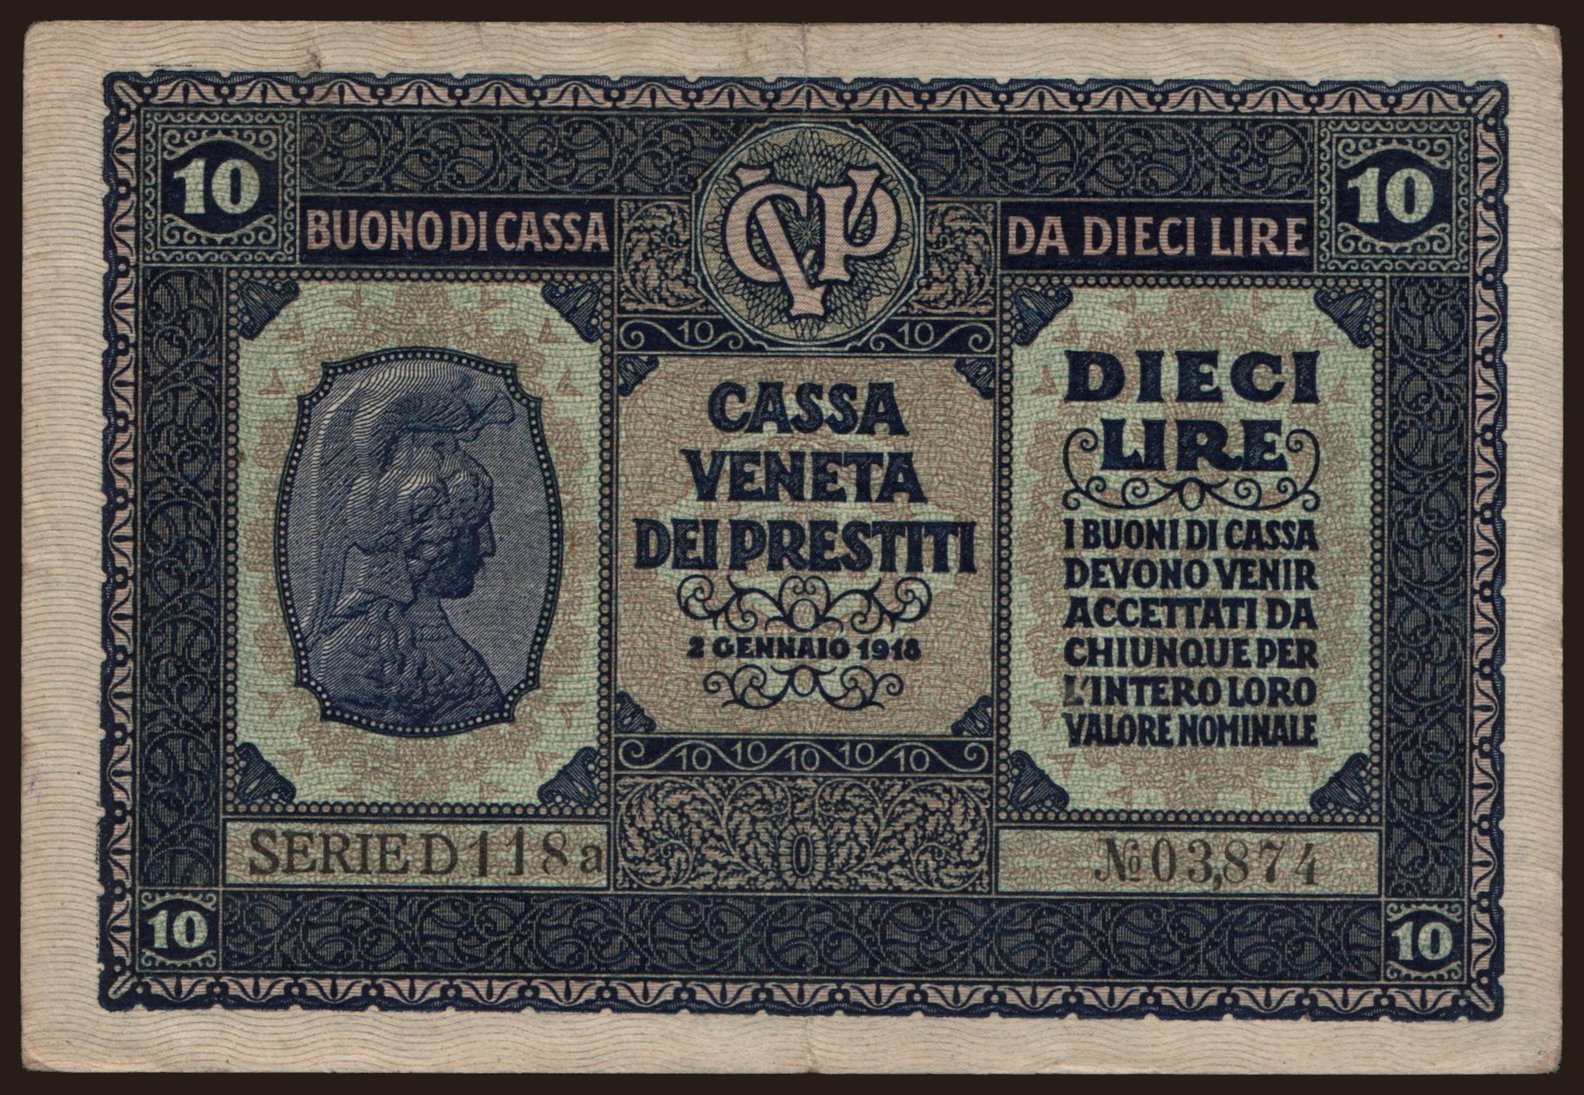 10
10
BUONO DI CASSA
CVP
DA DIECI LIRE
10 10
CASSA
VENETA
DEI PRESTITI
2 GENNAIO 1918
DIECI
LIRE
I BUONI DI CASSA
DEVONO VENIR
ACCETTATI DA
CHIUNQUE PER
L'INTERO LORO
VALORE NOMINALE
10 10 10 10 10
SERIE D 118a
№ 03,874
10
10